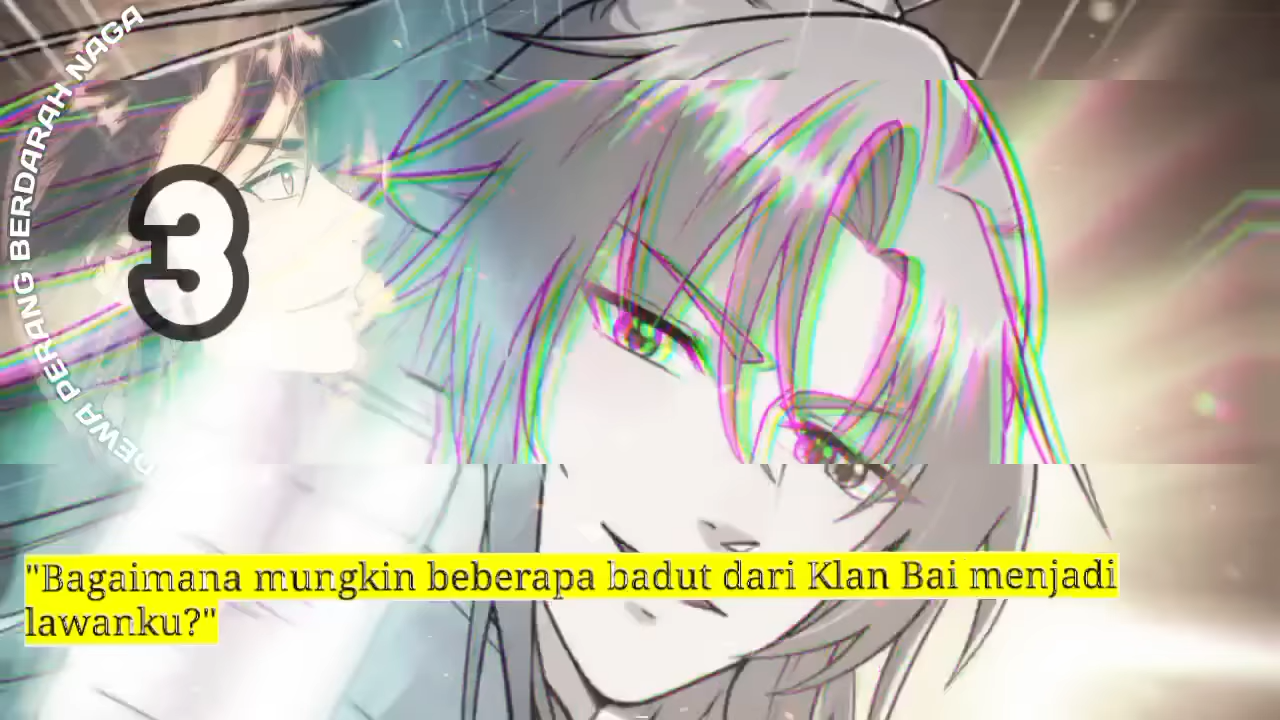 DEWA PERANG BERDARAH NAGA
3
"Bagaimana mungkin beberapa badut dari Klan Bai menjadi
lawanku?"